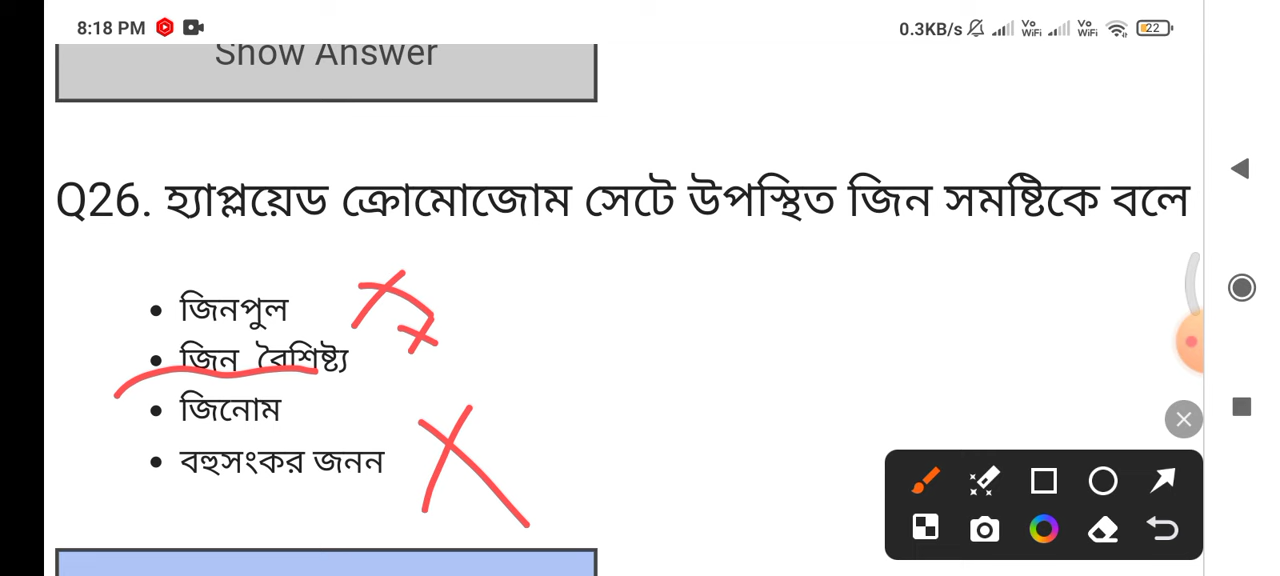 8:18 PM
0.3KB/s
Vo WiFi
Vo WiFi
22
Show Answer
Q26. হ্যাপ্লয়েড ক্রোমোজোম সেটে উপস্থিত জিন সমষ্টিকে বলে
• জিনপুল
• জিন বৈশিষ্ট্য
• জিনোম
• বহুসংকর জনন